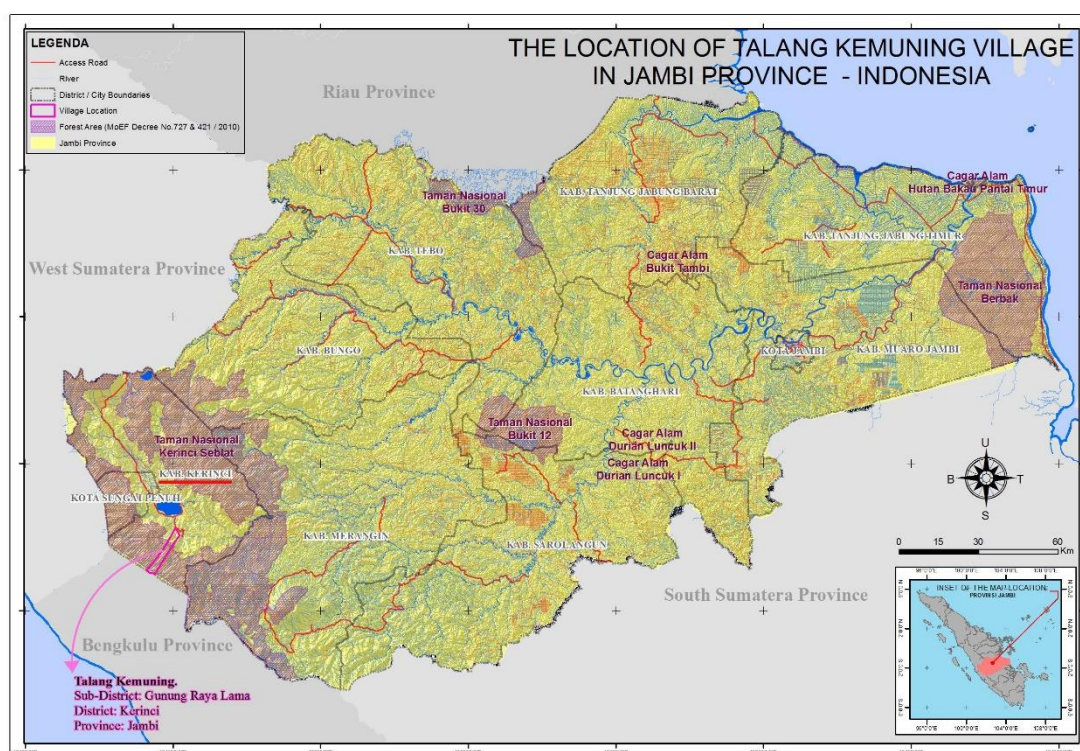 THE LOCATION OF TALANG KEMUNING VILLAGE
IN JAMBI PROVINCE - INDONESIA
LEGENDA
Access Road
River
District / City Boundaries
Village Location
Forest Area (MoEF Decree No.727 & 421 / 2010)
Jambi Province
Riau Province
West Sumatera Province
Taman Nasional
Bukit 30
KAB. TANJUNG JABUNG BARAT
Cagar Alam
Hutan Bakau Pantai Timur
KAB. TANJUNG JABUNG TIMUR
KAB. TEBO
Cagar Alam
Bukit Tambi
Taman Nasional
Berbak
KAB. BUNGO
KOTA JAMBI
KAB. MUARO JAMBI
KAB. BATANGHARI
Taman Nasional
Bukit 12
Cagar Alam
Durian Luncuk II
Cagar Alam
Durian Luncuk I
Taman Nasional
Kerinci Seblat
KAB. KERINCI
KOTA SUNGAI PENUH
KAB. MERANGIN
KAB. SAROLANGUN
U
B
T
S
0 15 30 60
Km
South Sumatera Province
Bengkulu Province
INSET OF THE MAP LOCATION:
PROVINSI JAMBI
Talang Kemuning.
Sub-District: Gunung Raya Lama
District: Kerinci
Province: Jambi